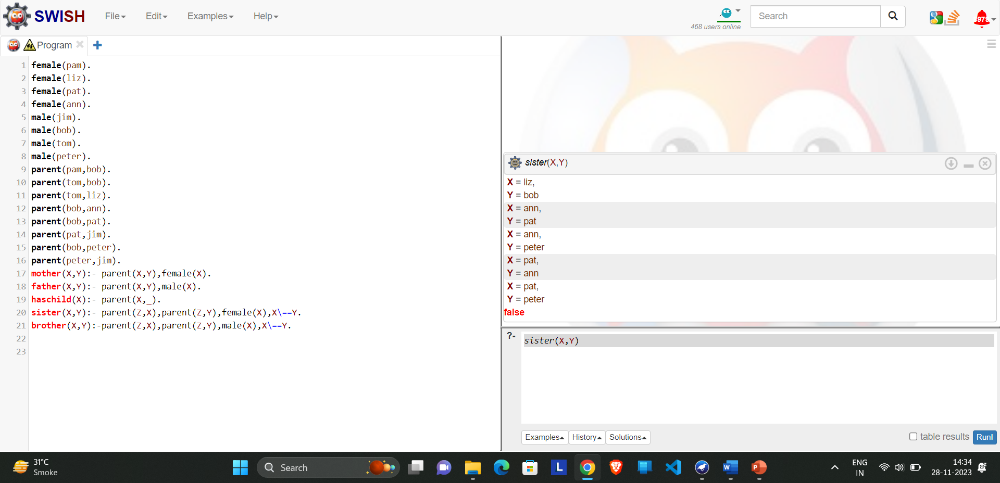 SWISH File Edit Examples Help 468 users online Search 979
Program
1 female(pam).
2 female(liz).
3 female(pat).
4 female(ann).
5 male(jim).
6 male(bob).
7 male(tom).
8 male(peter).
9 parent(pam,bob).
10 parent(tom,bob).
11 parent(tom,liz).
12 parent(bob,ann).
13 parent(bob,pat).
14 parent(pat,jim).
15 parent(bob,peter).
16 parent(peter,jim).
17 mother(X,Y):- parent(X,Y),female(X).
18 father(X,Y):- parent(X,Y),male(X).
19 haschild(X):- parent(X,_).
20 sister(X,Y):- parent(Z,X),parent(Z,Y),female(X),X\==Y.
21 brother(X,Y):-parent(Z,X),parent(Z,Y),male(X),X\==Y.
22
23
sister(X,Y)
X = liz,
Y = bob
X = ann,
Y = pat
X = ann,
Y = peter
X = pat,
Y = ann
X = pat,
Y = peter
false
?- sister(X,Y)
Examples History Solutions table results Run!
31°C
Smoke
Search
L
W
P
ENG
IN
14:34
28-11-2023